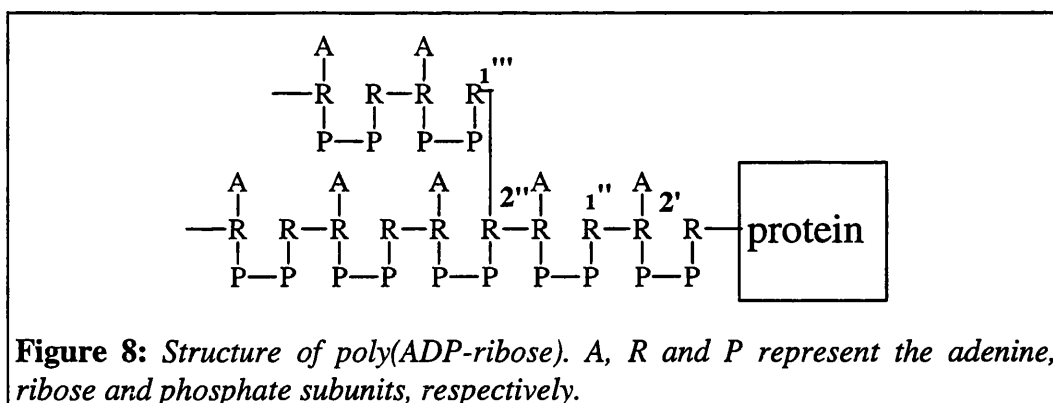 A A
R R—R R 1'''
P—P P—P
A A A 2'' A 1'' A 2'
R R—R R—R R—R R—R R protein
P—P P—P P—P P—P P—P
Figure 8: Structure of poly(ADP-ribose). A, R and P represent the adenine,
ribose and phosphate subunits, respectively.